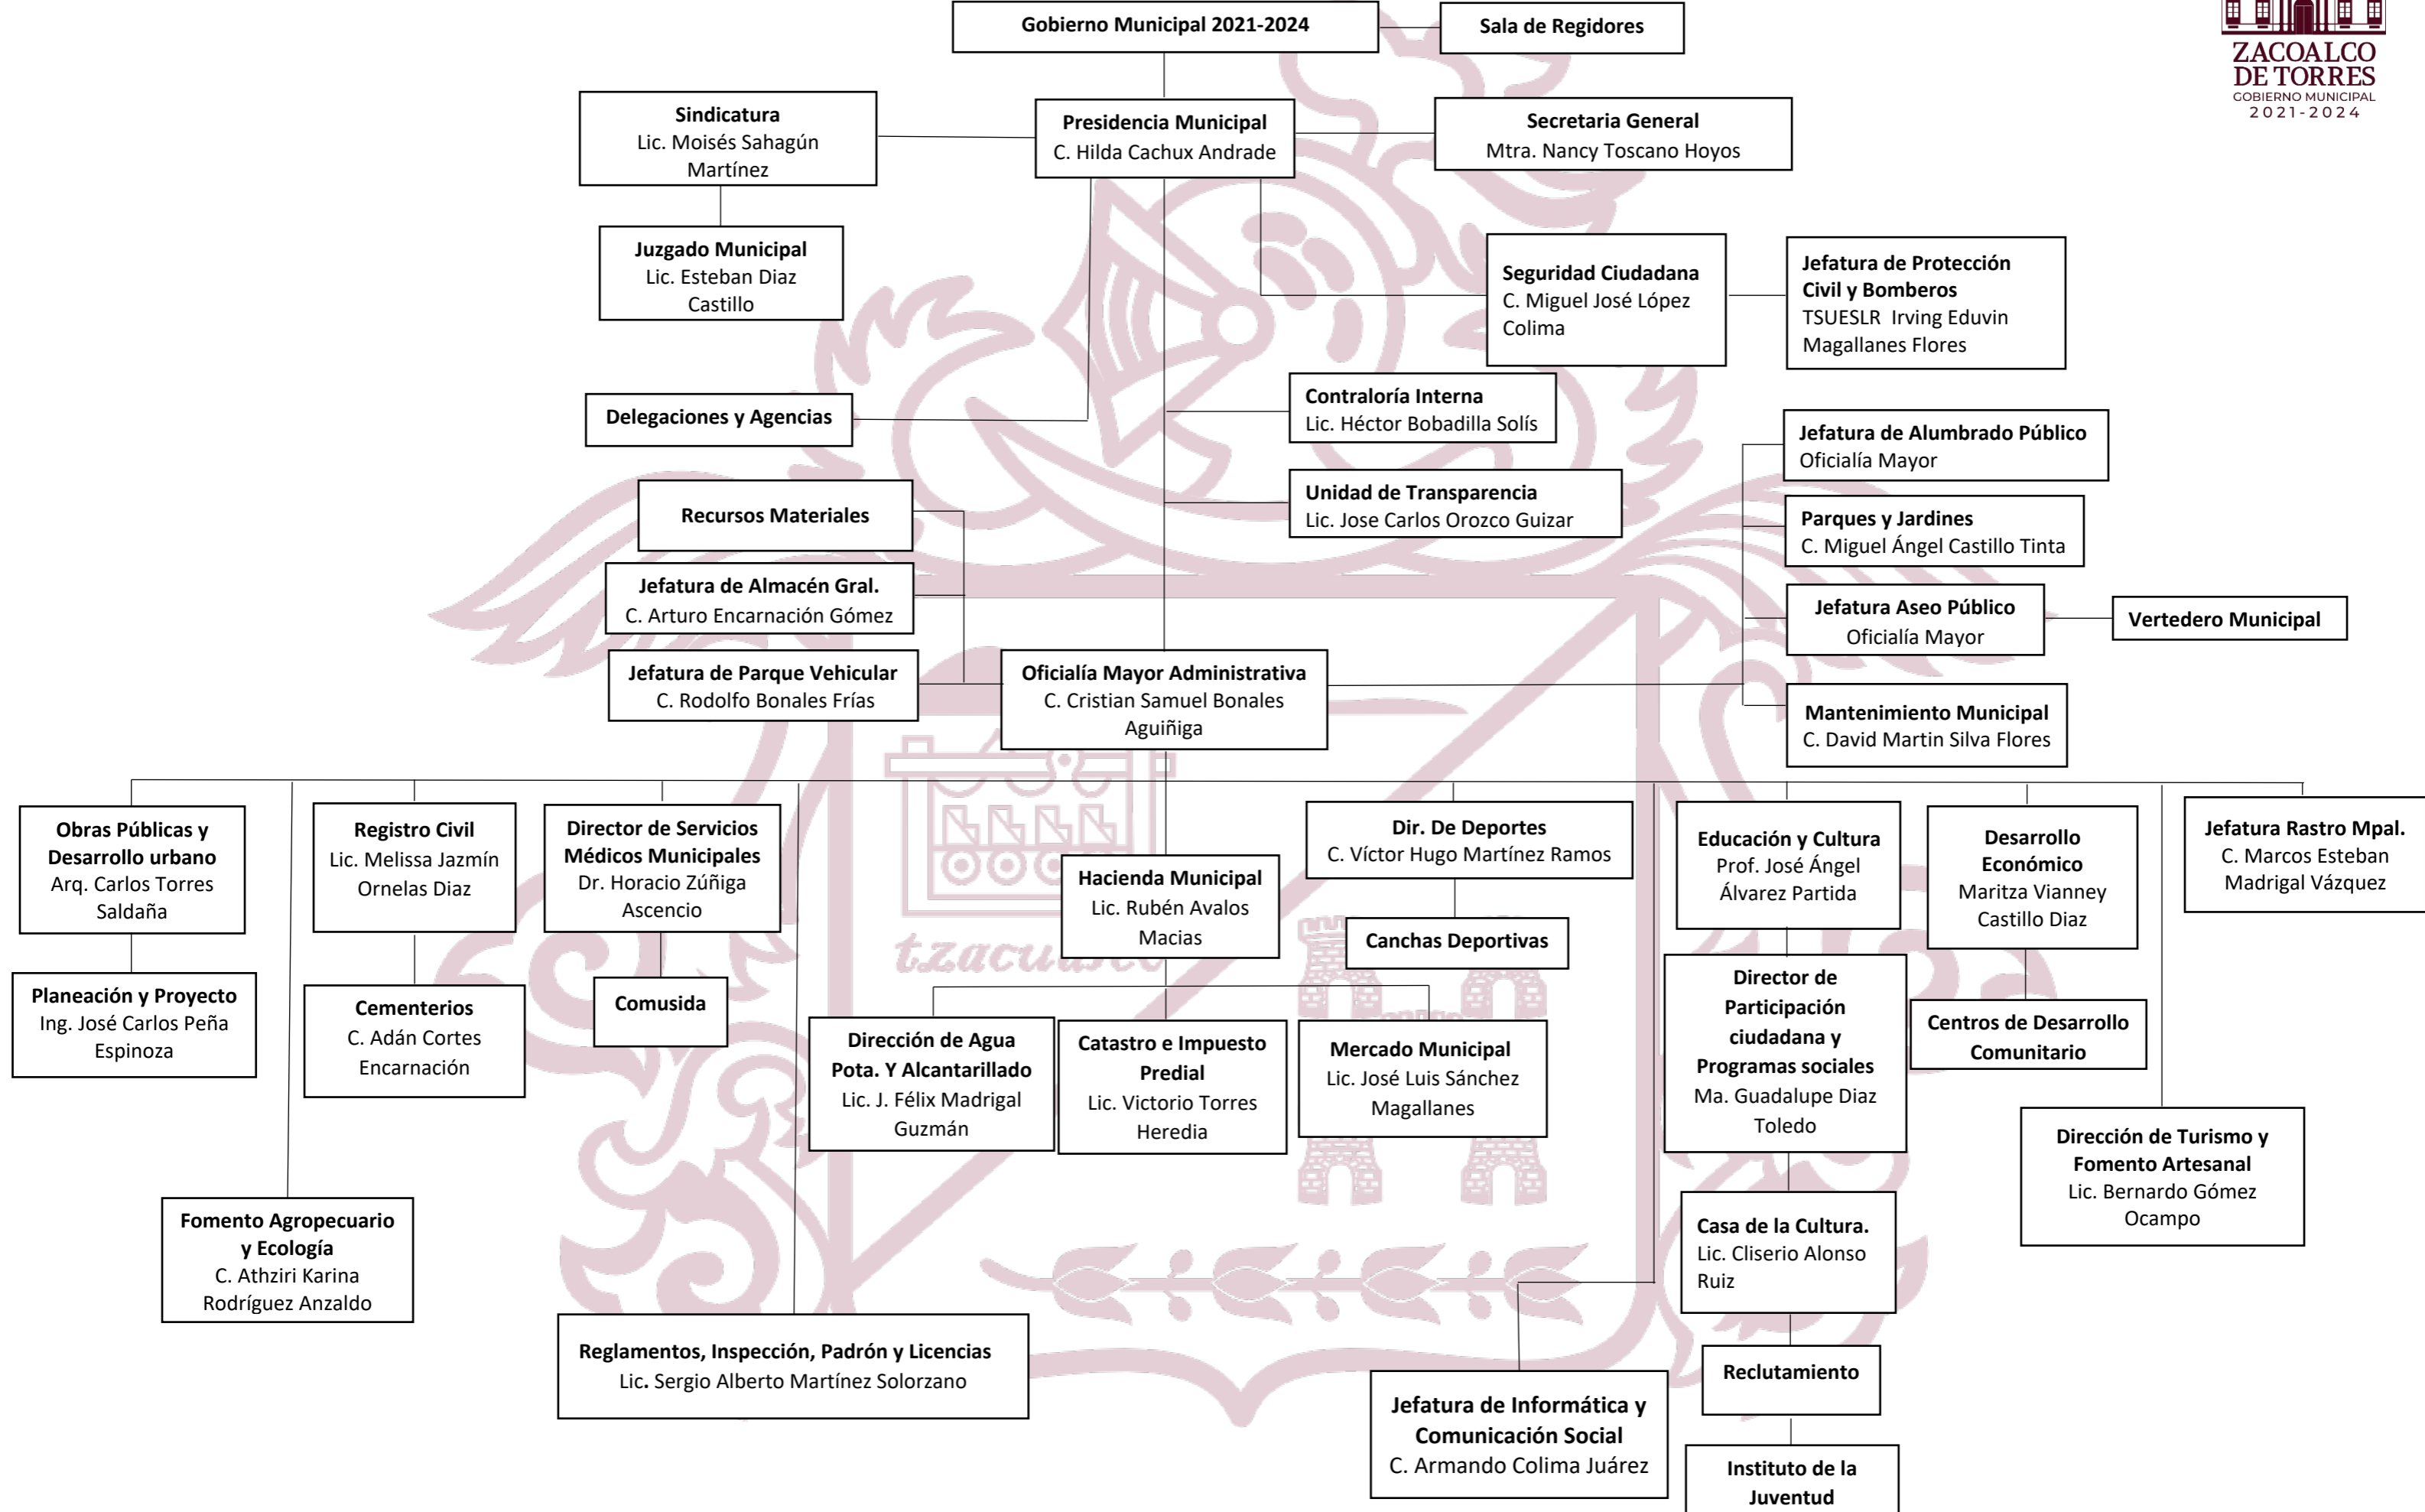 Gobierno Municipal 2021-2024
Sala de Regidores
ZACOALCO
DE TORRES
GOBIERNO MUNICIPAL
2021-2024
Sindicatura
Lic. Moisés Sahagún
Martínez
Presidencia Municipal
C. Hilda Cachux Andrade
Secretaria General
Mtra. Nancy Toscano Hoyos
Juzgado Municipal
Lic. Esteban Diaz
Castillo
Seguridad Ciudadana
C. Miguel José López
Colima
Jefatura de Protección
Civil y Bomberos
TSUESLR Irving Eduvin
Magallanes Flores
Delegaciones y Agencias
Contraloría Interna
Lic. Héctor Bobadilla Solís
Jefatura de Alumbrado Público
Oficialía Mayor
Recursos Materiales
Unidad de Transparencia
Lic. Jose Carlos Orozco Guizar
Parques y Jardines
C. Miguel Ángel Castillo Tinta
Jefatura de Almacén Gral.
C. Arturo Encarnación Gómez
Jefatura Aseo Público
Oficialía Mayor
Vertedero Municipal
Jefatura de Parque Vehicular
C. Rodolfo Bonales Frías
Oficialía Mayor Administrativa
C. Cristian Samuel Bonales
Aguiñiga
Mantenimiento Municipal
C. David Martin Silva Flores
Obras Públicas y
Desarrollo urbano
Arq. Carlos Torres
Saldaña
Registro Civil
Lic. Melissa Jazmín
Ornelas Diaz
Director de Servicios
Médicos Municipales
Dr. Horacio Zúñiga
Ascencio
Hacienda Municipal
Lic. Rubén Avalos
Macias
Dir. De Deportes
C. Víctor Hugo Martínez Ramos
Educación y Cultura
Prof. José Ángel
Álvarez Partida
Desarrollo
Económico
Maritza Vianney
Castillo Diaz
Jefatura Rastro Mpal.
C. Marcos Esteban
Madrigal Vázquez
Canchas Deportivas
Planeación y Proyecto
Ing. José Carlos Peña
Espinoza
Cementerios
C. Adán Cortes
Encarnación
Comusida
Dirección de Agua
Pota. Y Alcantarillado
Lic. J. Félix Madrigal
Guzmán
Catastro e Impuesto
Predial
Lic. Victorio Torres
Heredia
Mercado Municipal
Lic. José Luis Sánchez
Magallanes
Director de
Participación
ciudadana y
Programas sociales
Ma. Guadalupe Diaz
Toledo
Centros de Desarrollo
Comunitario
Dirección de Turismo y
Fomento Artesanal
Lic. Bernardo Gómez
Ocampo
Fomento Agropecuario
y Ecología
C. Athziri Karina
Rodríguez Anzaldo
Casa de la Cultura.
Lic. Cliserio Alonso
Ruiz
Reglamentos, Inspección, Padrón y Licencias
Lic. Sergio Alberto Martínez Solorzano
Jefatura de Informática y
Comunicación Social
C. Armando Colima Juárez
Reclutamiento
Instituto de la
Juventud